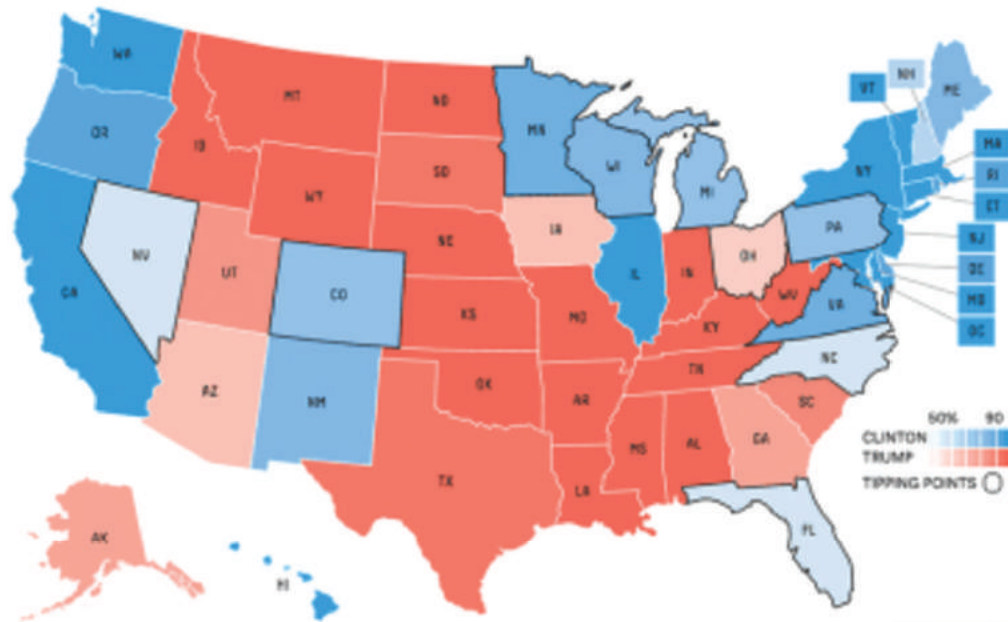 WA
MT
ND
MN
VT
NH
ME
OR
ID
SD
WI
MI
NY
MA
RI
CT
WY
IA
NE
PA
NJ
NV
UT
CO
IL
IN
OH
DE
MD
DC
CA
KS
MO
WV
VA
KY
NC
AZ
NM
OK
AR
TN
SC
MS
AL
GA
TX
LA
FL
AK
HI
50% 90
CLINTON
TRUMP
TIPPING POINTS